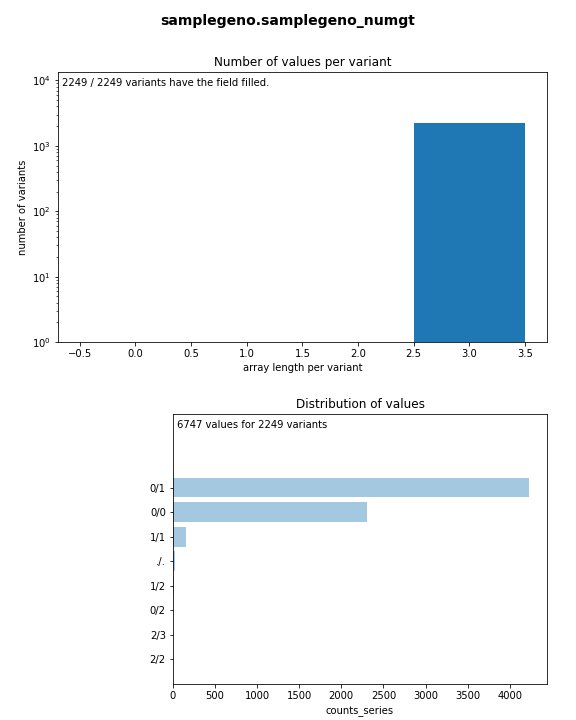 samplegeno.samplegeno_numgt
Number of values per variant
2249 / 2249 variants have the field filled.
10⁴
10³
10²
10¹
10⁰
number of variants
−0.5 0.0 0.5 1.0 1.5 2.0 2.5 3.0 3.5
array length per variant
Distribution of values
6747 values for 2249 variants
0/1
0/0
1/1
./.
1/2
0/2
2/3
2/2
0 500 1000 1500 2000 2500 3000 3500 4000
counts_series